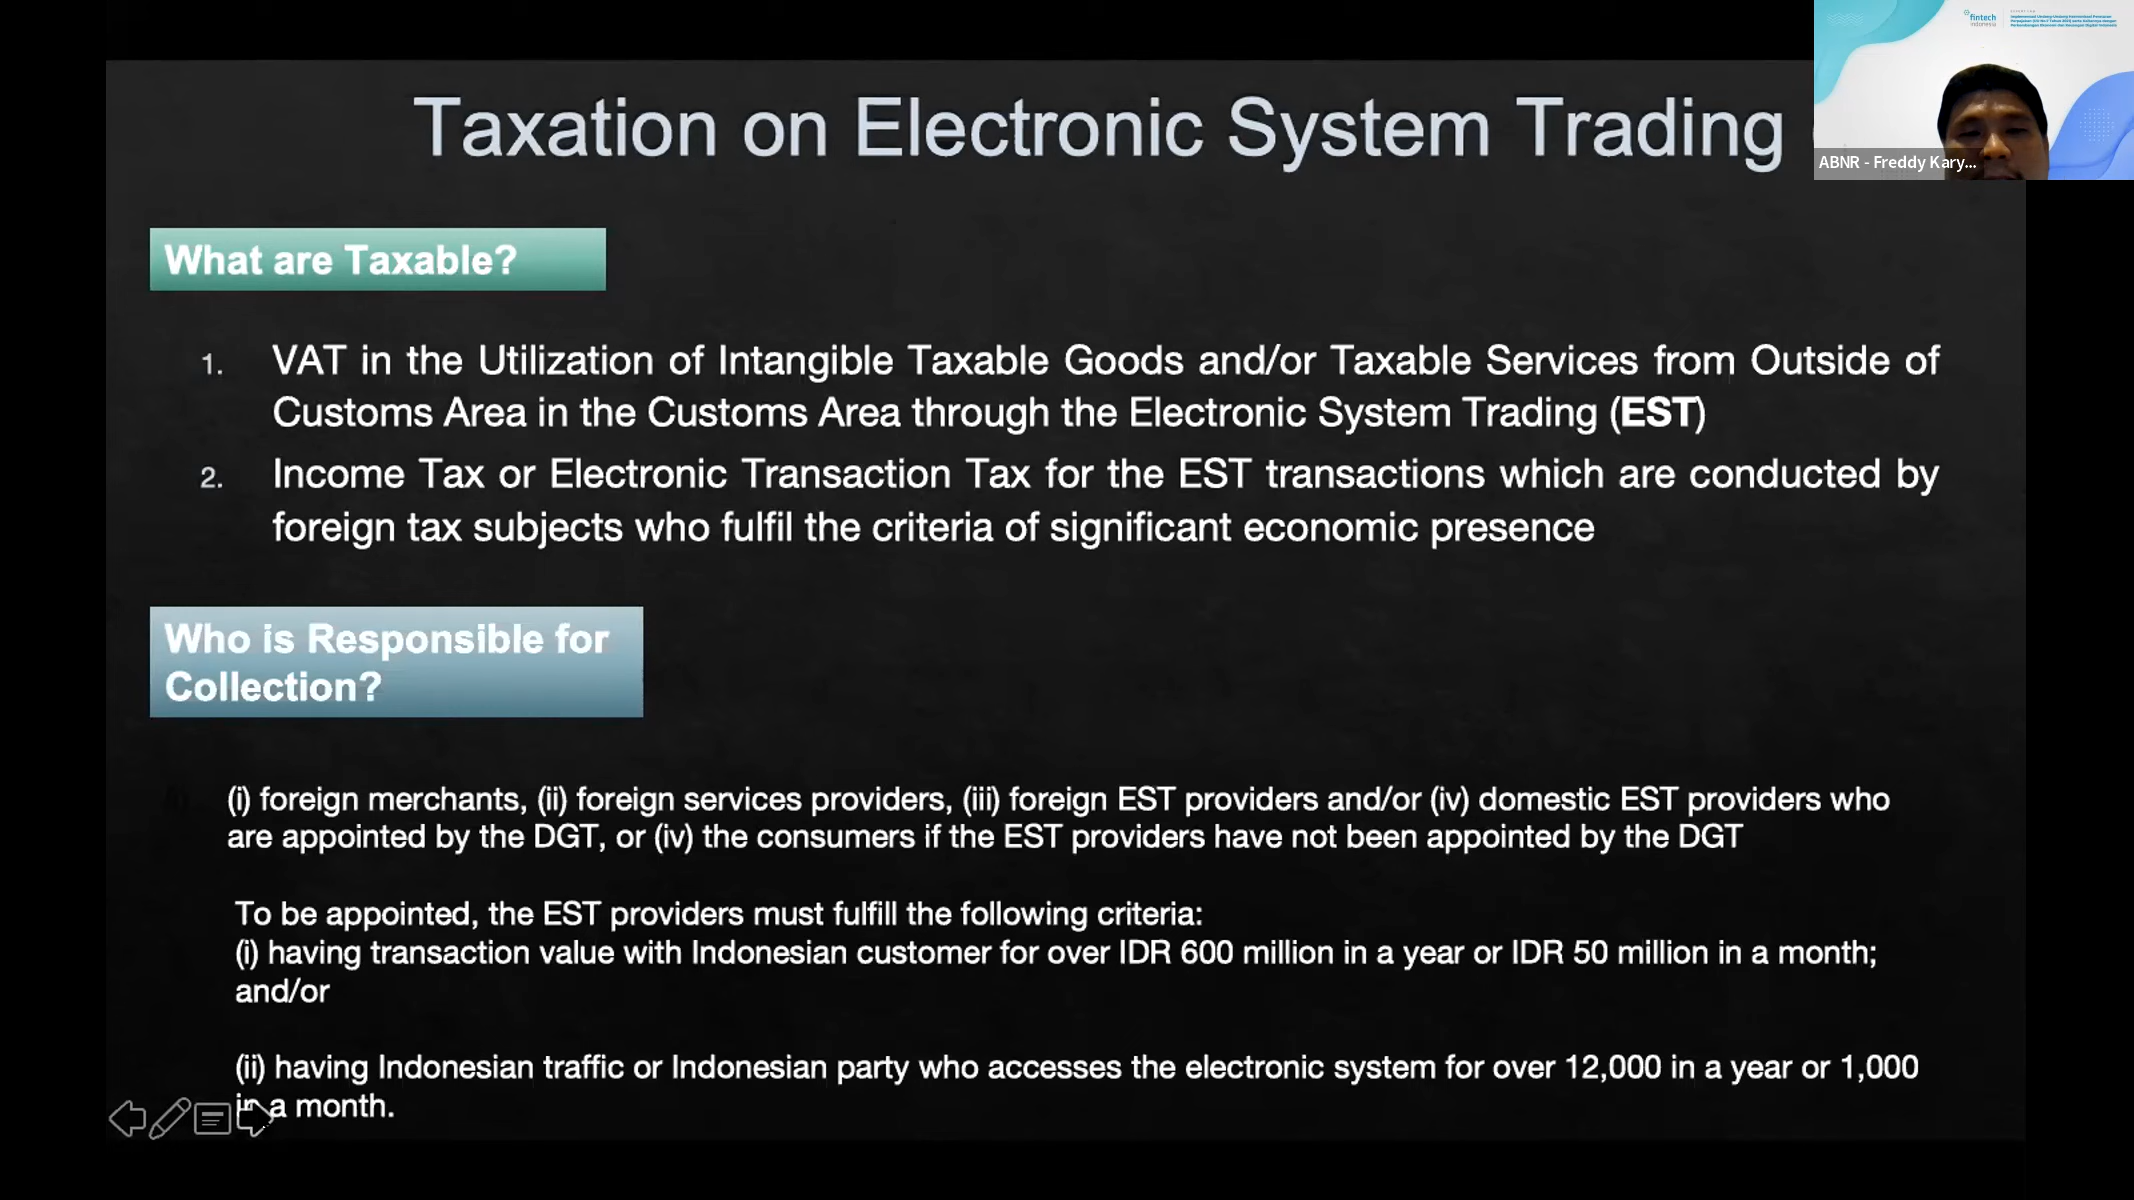 Taxation on Electronic System Trading
fintech
indonesia
ABNR - Freddy Kary...
What are Taxable?
1. VAT in the Utilization of Intangible Taxable Goods and/or Taxable Services from Outside of
Customs Area in the Customs Area through the Electronic System Trading (EST)
2. Income Tax or Electronic Transaction Tax for the EST transactions which are conducted by
foreign tax subjects who fulfil the criteria of significant economic presence
Who is Responsible for
Collection?
(i) foreign merchants, (ii) foreign services providers, (iii) foreign EST providers and/or (iv) domestic EST providers who
are appointed by the DGT, or (iv) the consumers if the EST providers have not been appointed by the DGT
To be appointed, the EST providers must fulfill the following criteria:
(i) having transaction value with Indonesian customer for over IDR 600 million in a year or IDR 50 million in a month;
and/or
(ii) having Indonesian traffic or Indonesian party who accesses the electronic system for over 12,000 in a year or 1,000
in a month.